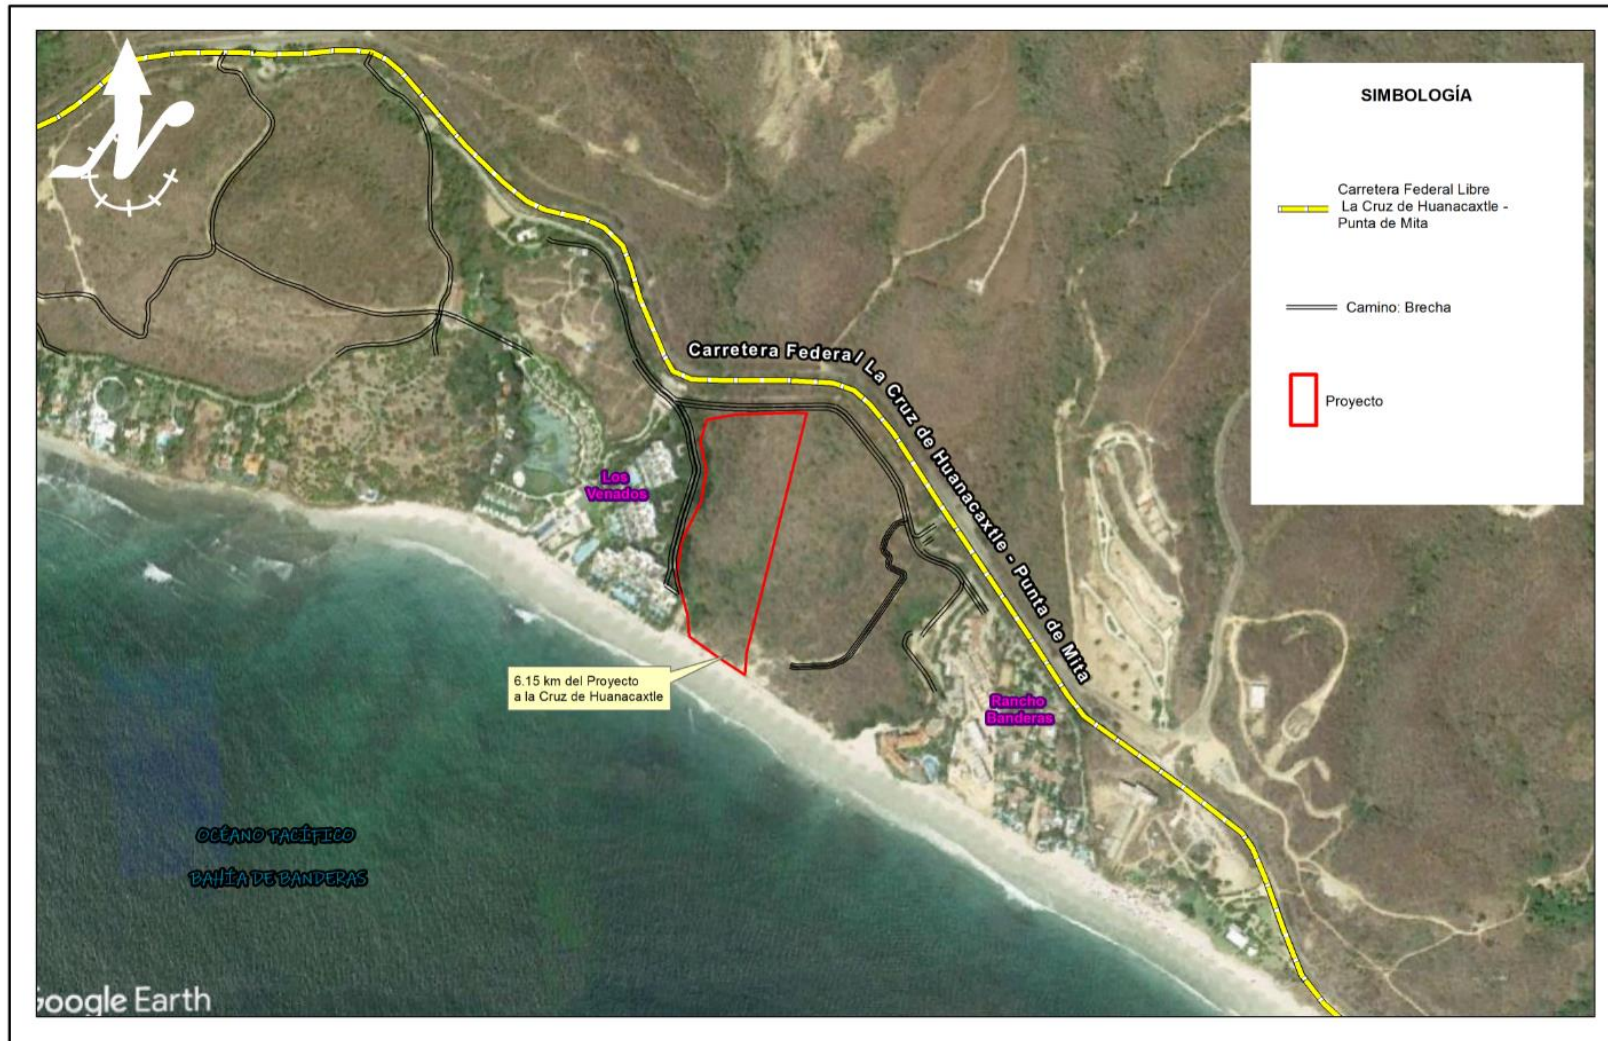 SIMBOLOGÍA
Carretera Federal Libre
La Cruz de Huanacaxtle -
Punta de Mita
Camino: Brecha
Proyecto
Carretera Federal La Cruz de Huanacaxtle - Punta de Mita
Los
Venados
6.15 km del Proyecto
a la Cruz de Huanacaxtle
Rancho
Banderas
OCÉANO PACÍFICO
BAHÍA DE BANDERAS
Google Earth